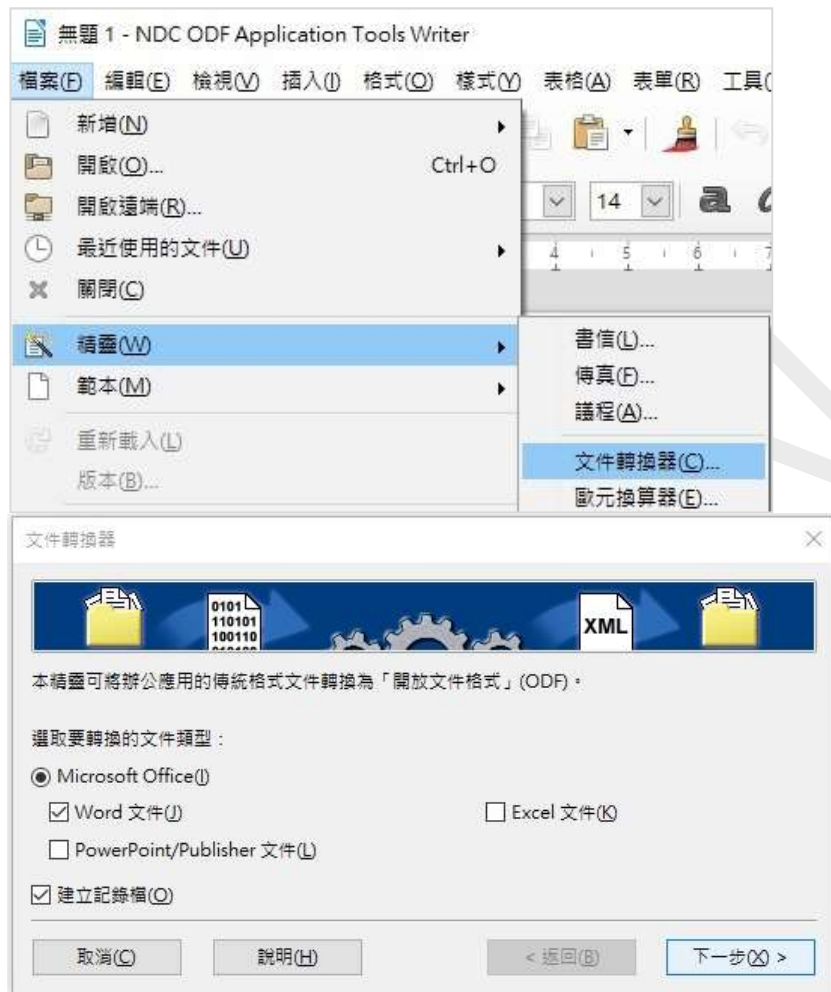 無題 1 - NDC ODF Application Tools Writer
檔案(F) 編輯(E) 檢視(V) 插入(I) 格式(O) 樣式(Y) 表格(A) 表單(R) 工具(
新增(N)
開啟(O)... Ctrl+O
開啟遠端(R)...
最近使用的文件(U)
關閉(C)
14
4 5 6 7
精靈(W)
範本(M)
重新載入(L)
版本(B)...
書信(L)...
傳真(F)...
議程(A)...
文件轉換器(C)...
歐元換算器(E)...
文件轉換器
0101
110101
100110
XML
本精靈可將辦公應用的傳統格式文件轉換為「開放文件格式」(ODF)。
選取要轉換的文件類型：
Microsoft Office(I)
Word 文件(J) Excel 文件(K)
PowerPoint/Publisher 文件(L)
建立記錄檔(O)
取消(C) 說明(H) < 返回(B) 下一步(X) >